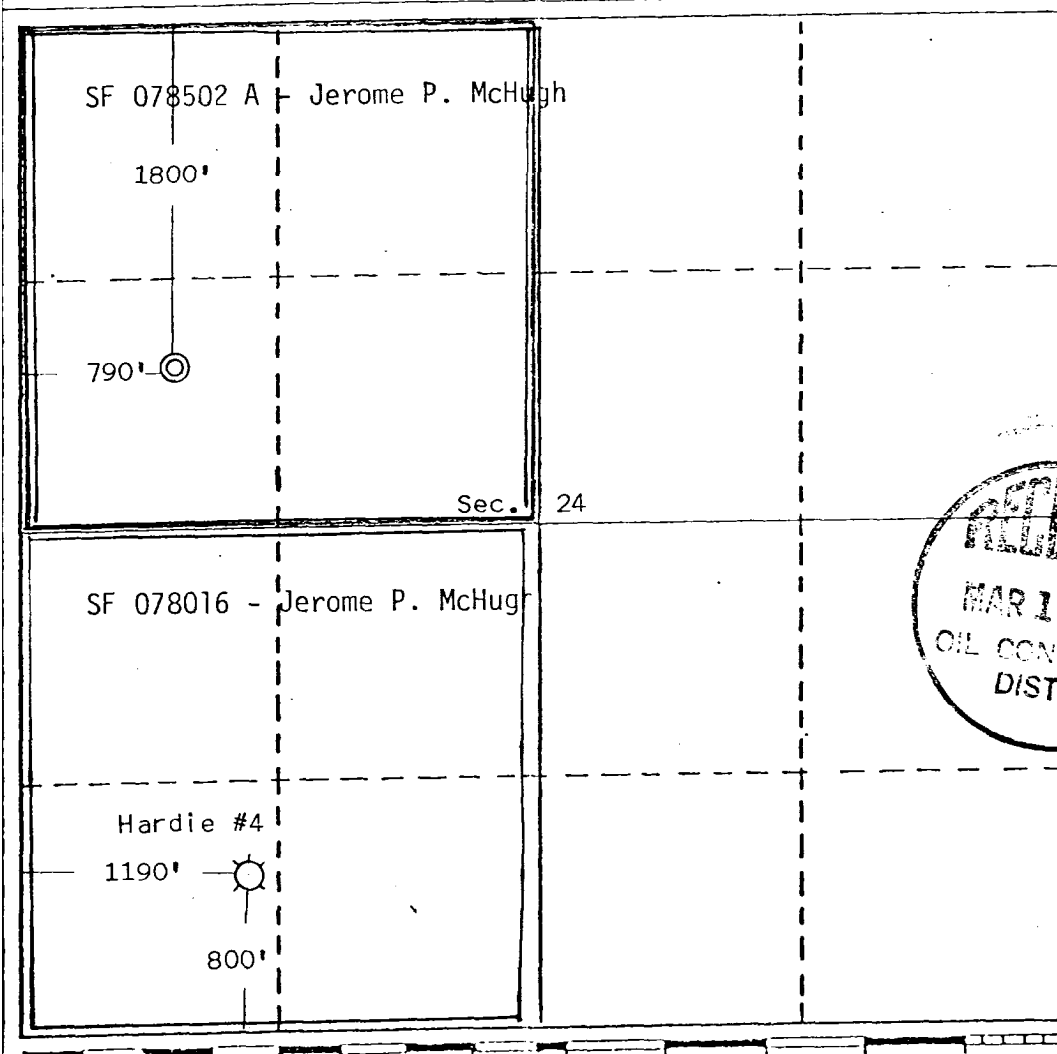 SF 078502 A - Jerome P. McHugh
1800'
790'
Sec. 24
SF 078016 - Jerome P. McHugh
Hardie #4
1190'
800'
MAR 1
OIL CON
DIST